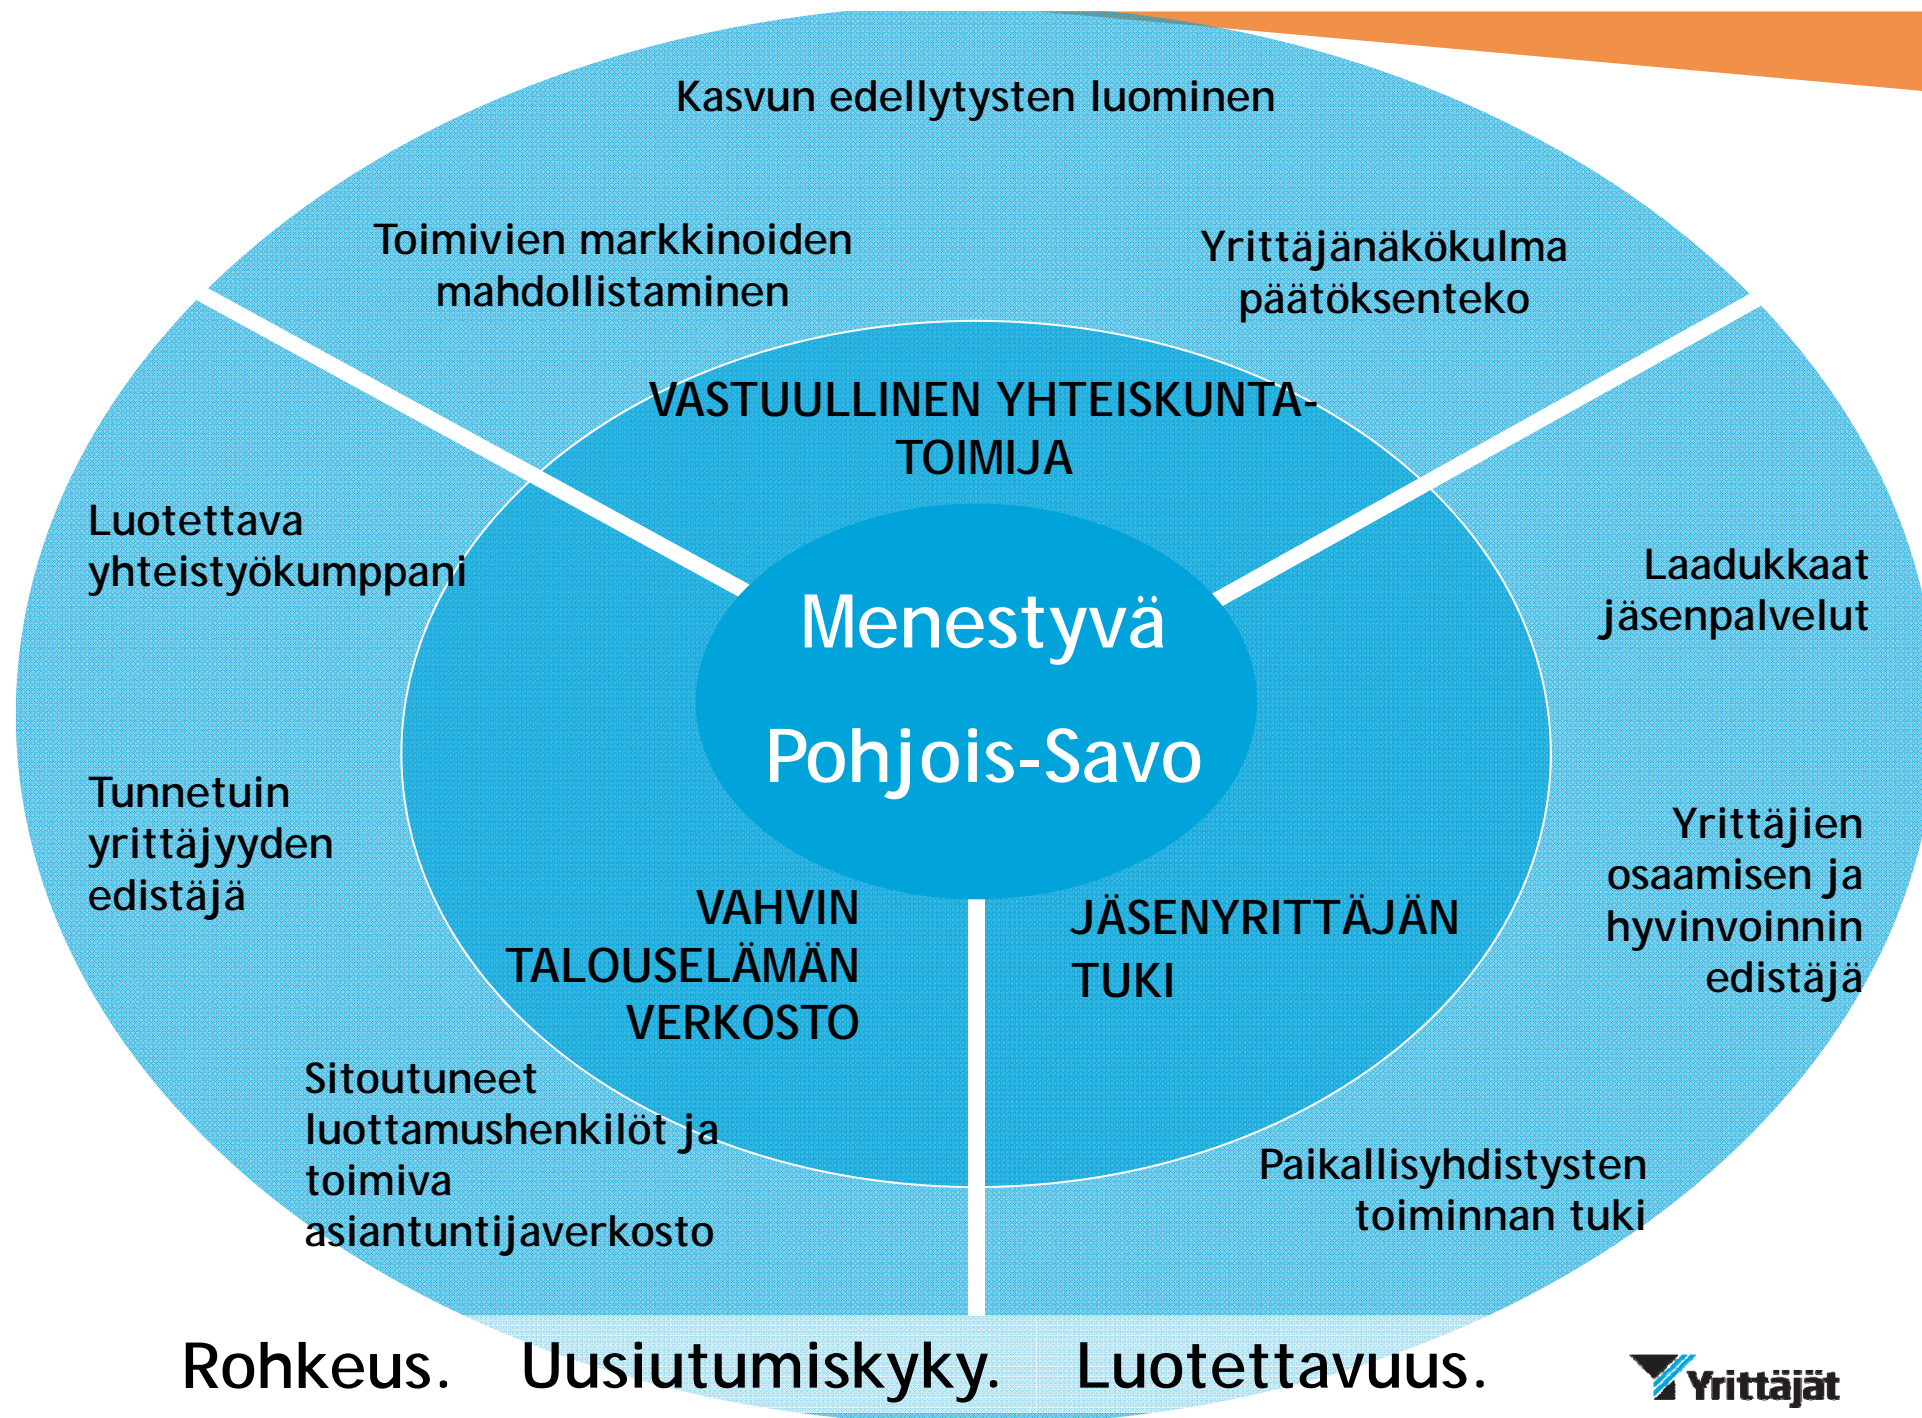 Kasvun edellytysten luominen
Toimivien markkinoiden
mahdollistaminen
Yrittäjänäkökulma
päätöksenteko
VASTUULLINEN YHTEISKUNTA-
TOIMIJA
Luotettava
yhteistyökumppani
Laadukkaat
jäsenpalvelut
Menestyvä
Pohjois-Savo
Tunnetuin
yrittäjyyden
edistäjä
Yrittäjien
osaamisen ja
hyvinvoinnin
edistäjä
VAHVIN
TALOUSELÄMÄN
VERKOSTO
JÄSENYRITTÄJÄN
TUKI
Sitoutuneet
luottamushenkilöt ja
toimiva
asiantuntijaverkosto
Paikallisyhdistysten
toiminnan tuki
Rohkeus. Uusiutumiskyky. Luotettavuus.
Yrittäjät